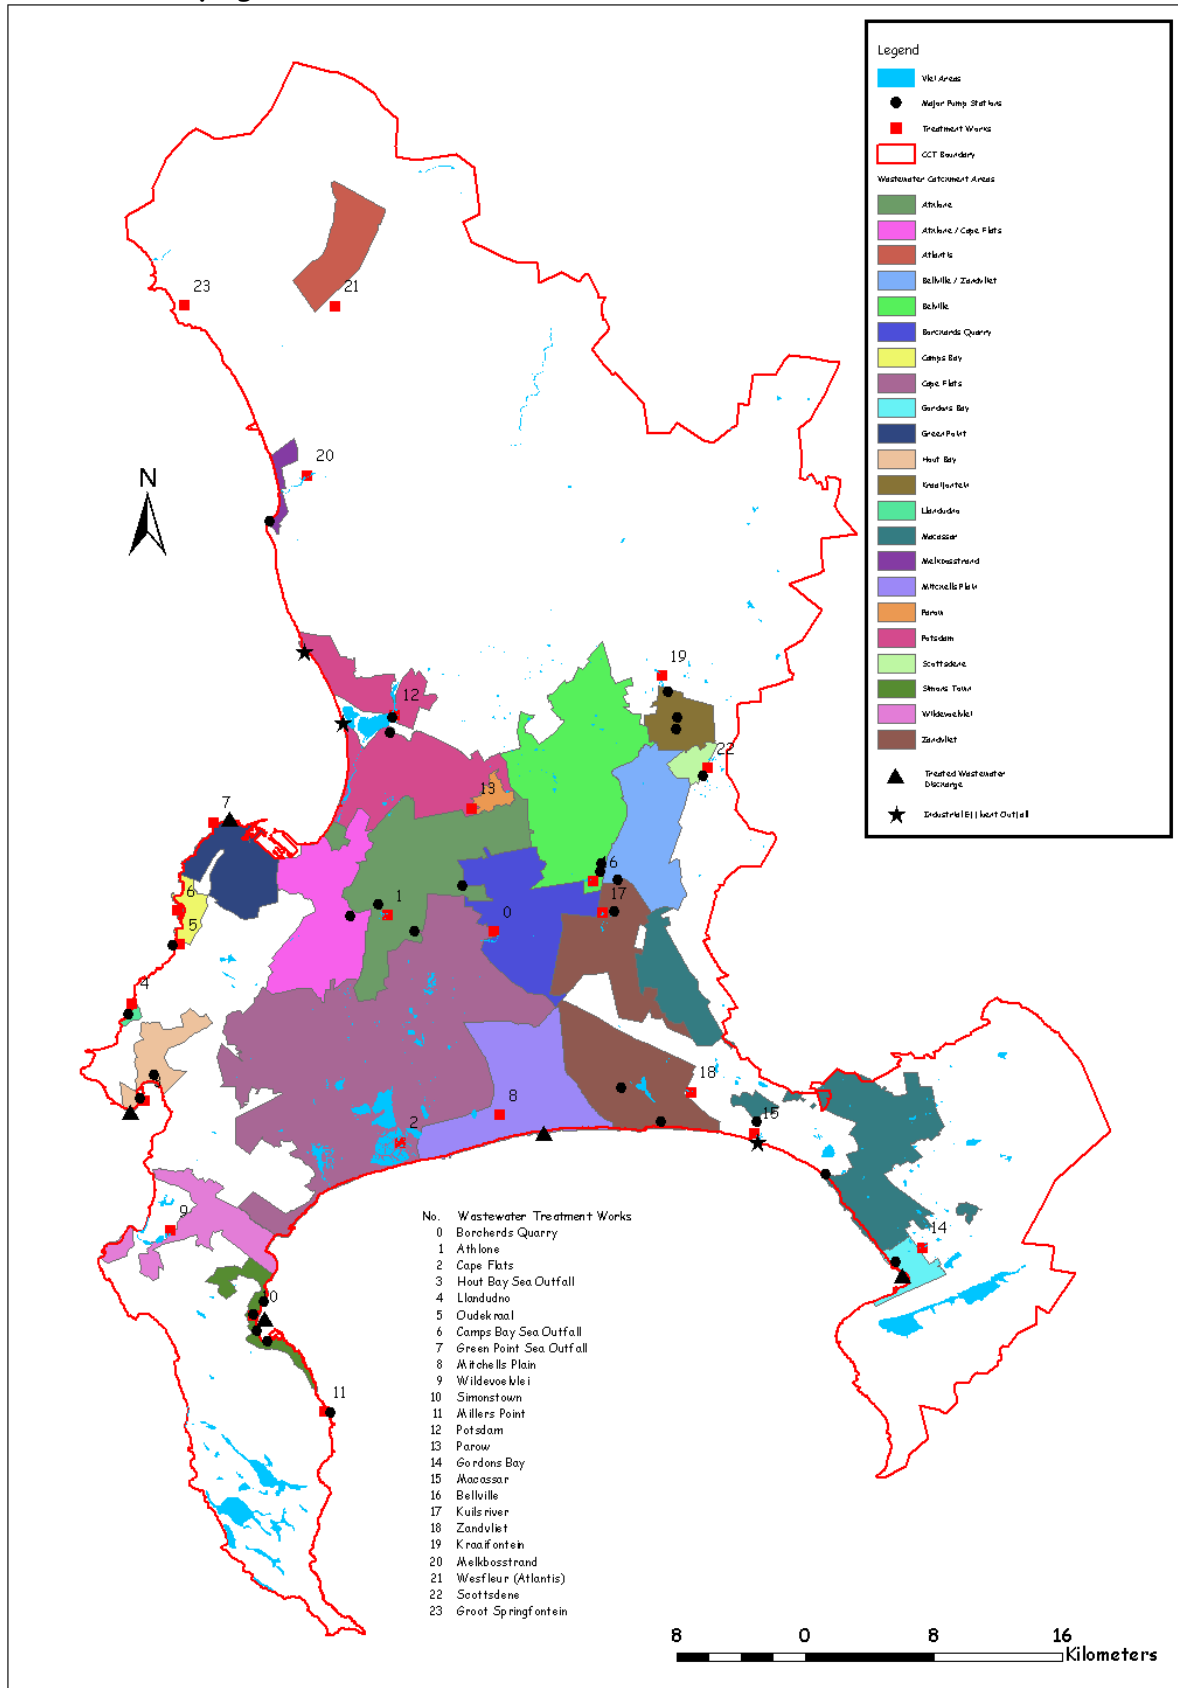 Legend
Vlei Areas
Major Pump Stations
Treatment Works
CCT Boundary
Wastewater Catchment Areas
Athlone
Athlone / Cape Flats
Atlantis
Bellville / Zandvliet
Belville
Borchards Quarry
Camps Bay
Cape Flats
Gordons Bay
Green Point
Hout Bay
Kraaifontein
Llandudno
Macassar
Melkbosstrand
Mitchells Plain
Parow
Potsdam
Scottsdene
Simons Town
Wildevoelvlei
Zandvliet
Treated Wastewater
Discharge
Industrial Effluent Outfall
23
21
20
N
19
12
22
13
7
16
6
1
17
5
0
4
18
8
15
2
9
14
10
11
No. Wastewater Treatment Works
0 Borcherds Quarry
1 Athlone
2 Cape Flats
3 Hout Bay Sea Outfall
4 Llandudno
5 Oudekraal
6 Camps Bay Sea Outfall
7 Green Point Sea Outfall
8 Mitchells Plain
9 Wildevoelvlei
10 Simonstown
11 Millers Point
12 Potsdam
13 Parow
14 Gordons Bay
15 Macassar
16 Bellville
17 Kuilsriver
18 Zandvliet
19 Kraaifontein
20 Melkbosstrand
21 Wesfleur (Atlantis)
22 Scottsdene
23 Groot Springfontein
8 0 8 16
Kilometers